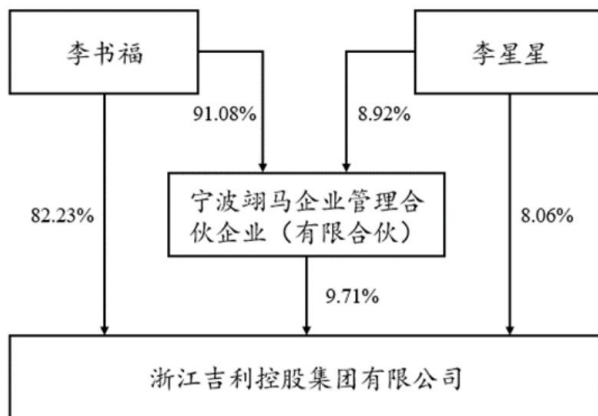 李书福
李星星
91.08%
8.92%
宁波翊马企业管理合
伙企业（有限合伙）
82.23%
8.06%
9.71%
浙江吉利控股集团有限公司